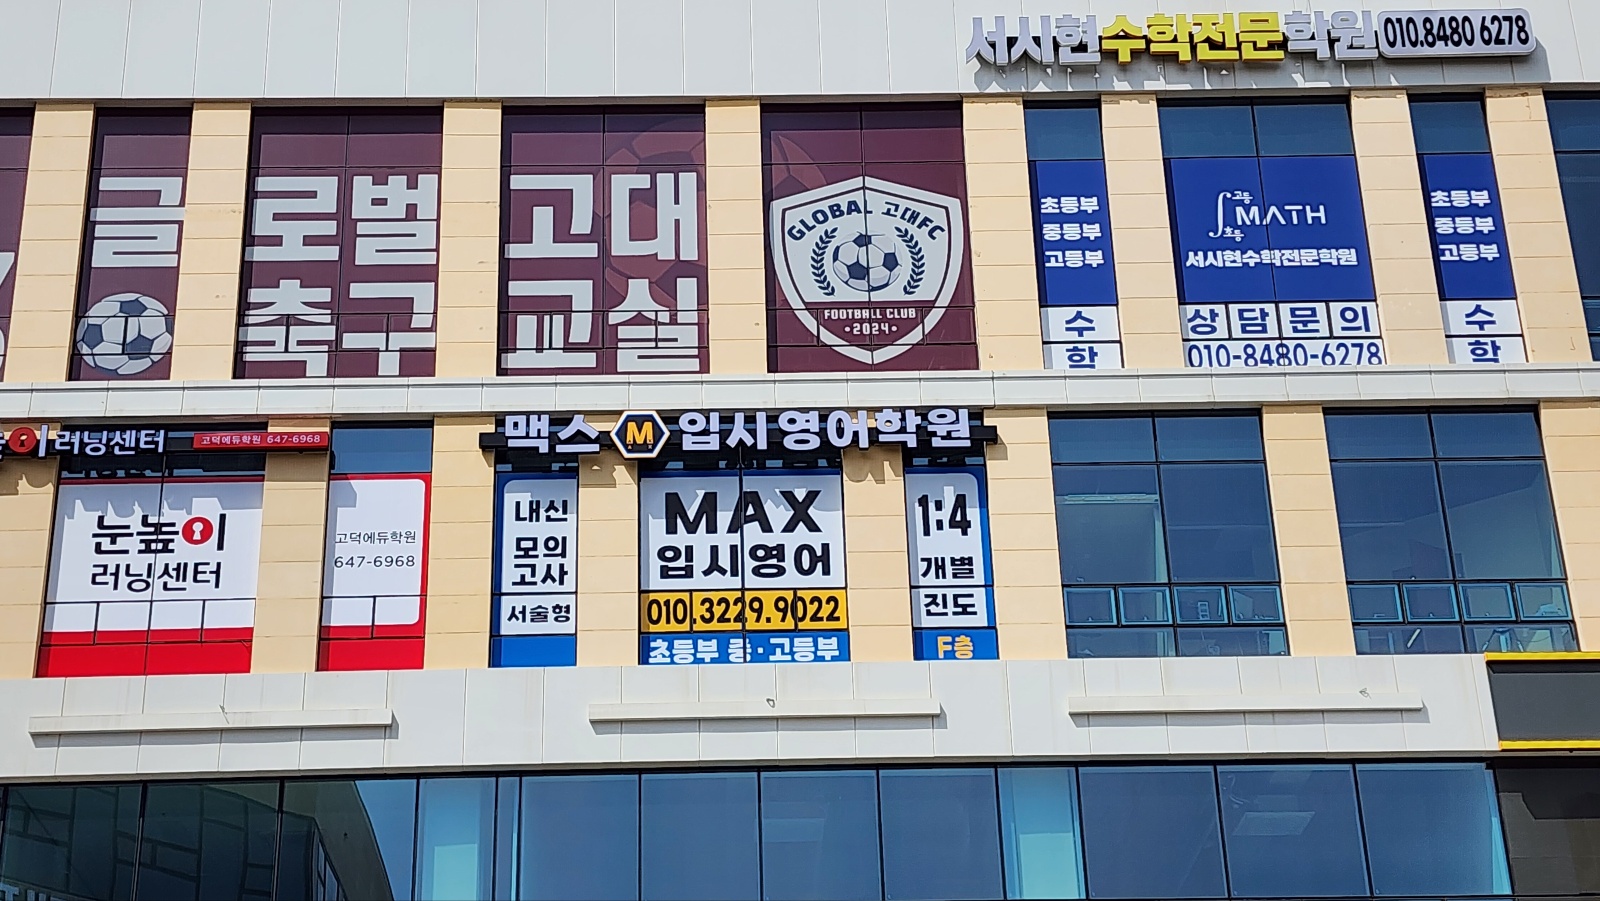 서시현수학전문학원 010.8480 6278
글로벌 고대
축구 교실
GLOBAL 고대FC
FOOTBALL CLUB
·2024·
초등부
중등부
고등부
수
학
고등
MATH
초등
서시현수학전문학원
상담문의
010-8480-6278
초등부
중등부
고등부
수
학
눈높이 러닝센터
고덕에듀학원 647-6968
눈높이
러닝센터
고덕에듀학원
647-6968
맥스 M 입시영어학원
내신
모의
고사
서술형
MAX
입시영어
010.3229.9022
초등부 중·고등부
1:4
개별
진도
F층